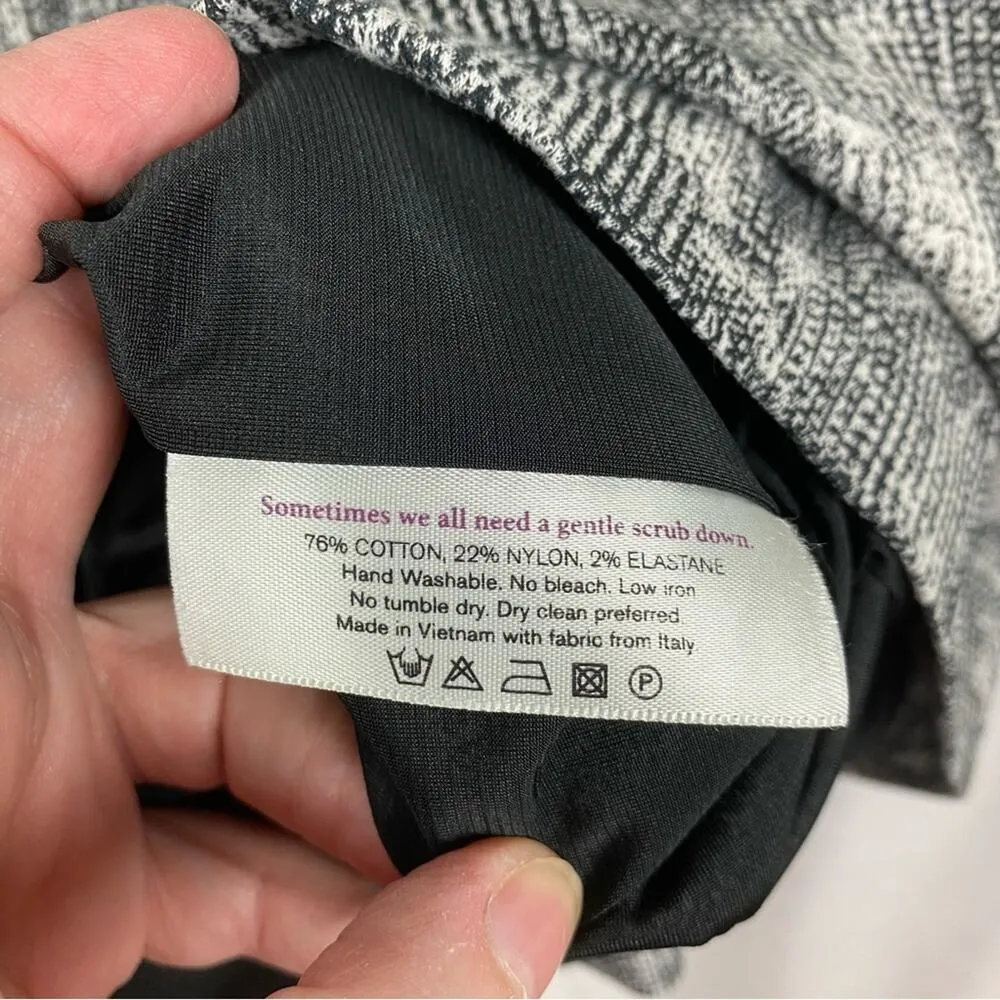 Sometimes we all need a gentle scrub down.
76% COTTON, 22% NYLON, 2% ELASTANE
Hand Washable. No bleach. Low iron
No tumble dry. Dry clean preferred
Made in Vietnam with fabric from Italy
P